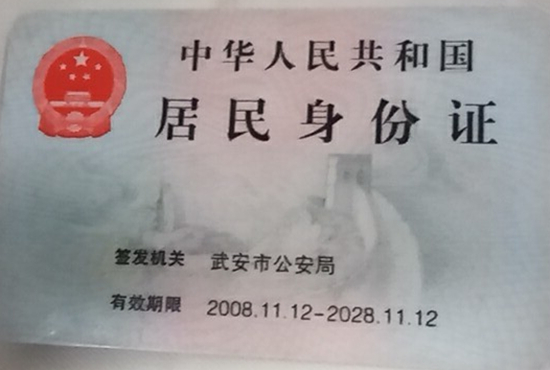 中华人民共和国
居民身份证
签发机关 武安市公安局
有效期限 2008.11.12-2028.11.12